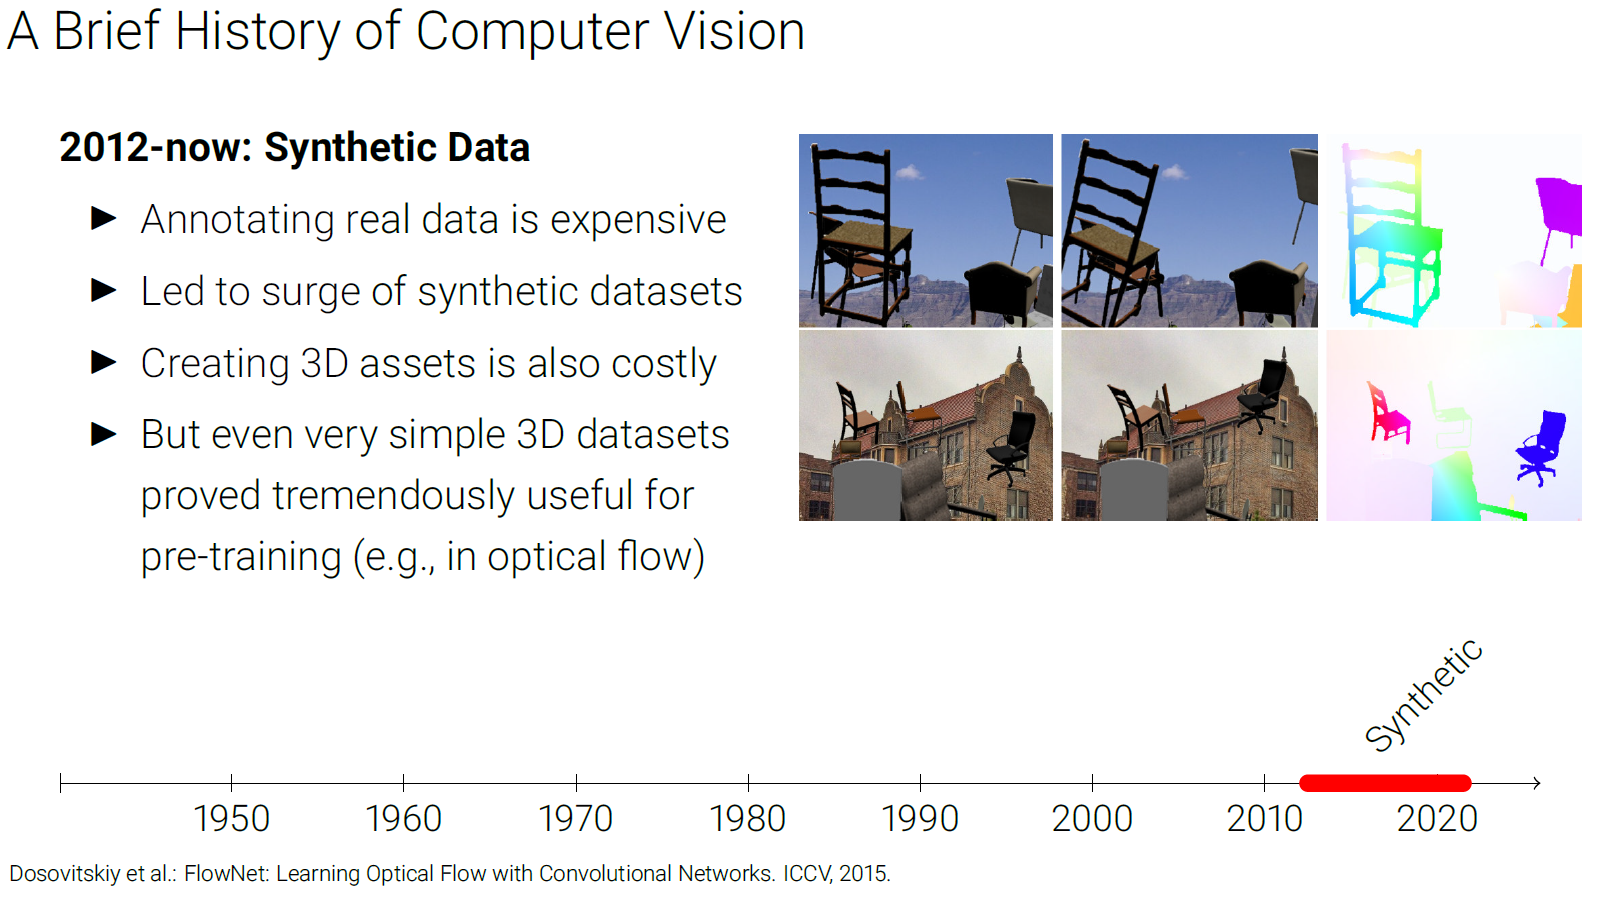 A Brief History of Computer Vision
2012-now: Synthetic Data
► Annotating real data is expensive
► Led to surge of synthetic datasets
► Creating 3D assets is also costly
► But even very simple 3D datasets
proved tremendously useful for
pre-training (e.g., in optical flow)
Synthetic
1950 1960 1970 1980 1990 2000 2010 2020
Dosovitskiy et al.: FlowNet: Learning Optical Flow with Convolutional Networks. ICCV, 2015.